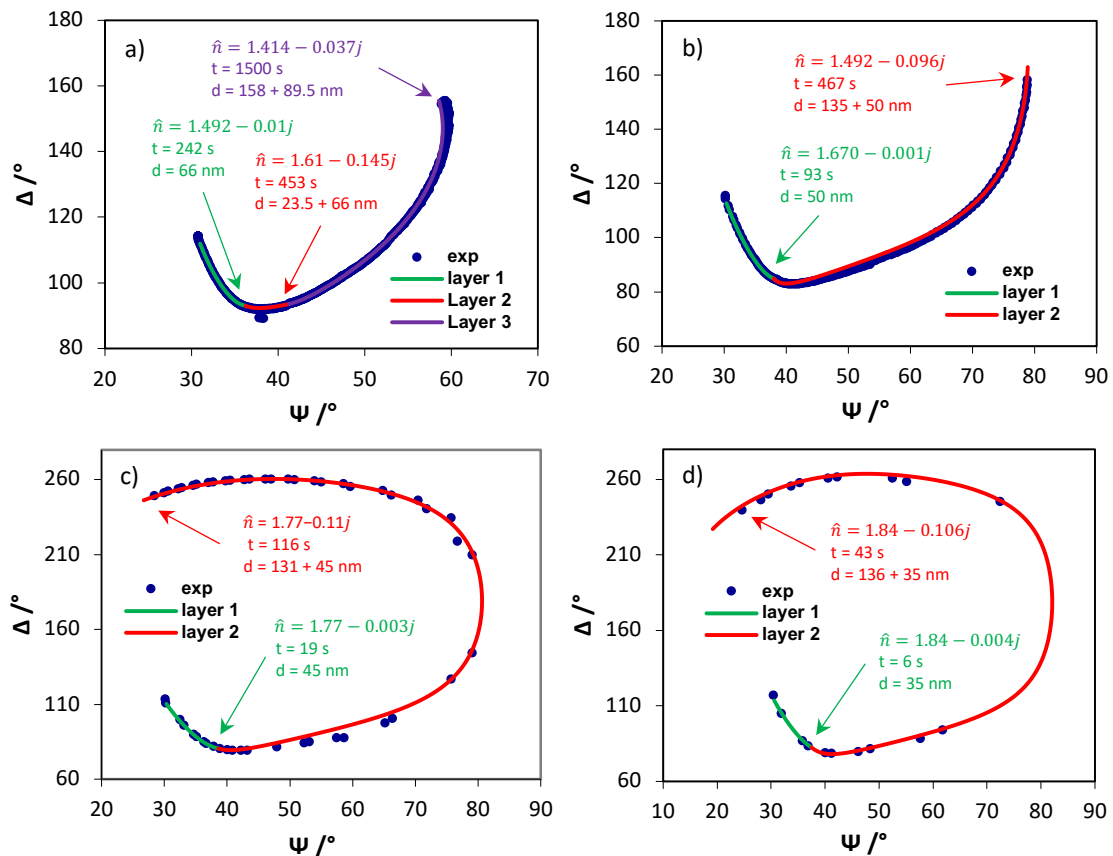 a)
180
160
140
120
100
80
Δ /°
n̂ = 1.414 − 0.037j
t = 1500 s
d = 158 + 89.5 nm
n̂ = 1.492 − 0.01j
t = 242 s
d = 66 nm
n̂ = 1.61 − 0.145j
t = 453 s
d = 23.5 + 66 nm
exp
layer 1
Layer 2
Layer 3
20 30 40 50 60 70
Ψ /°
b)
180
160
140
120
100
80
60
Δ /°
n̂ = 1.492 − 0.096j
t = 467 s
d = 135 + 50 nm
n̂ = 1.670 − 0.001j
t = 93 s
d = 50 nm
exp
layer 1
layer 2
20 30 40 50 60 70 80 90
Ψ /°
c)
260
210
160
110
60
Δ /°
n̂ = 1.77−0.11j
t = 116 s
d = 131 + 45 nm
exp
layer 1
layer 2
n̂ = 1.77 − 0.003j
t = 19 s
d = 45 nm
20 30 40 50 60 70 80 90
Ψ /°
d)
260
210
160
110
60
Δ /°
n̂ = 1.84 − 0.106j
t = 43 s
d = 136 + 35 nm
exp
layer 1
layer 2
n̂ = 1.84 − 0.004j
t = 6 s
d = 35 nm
10 20 30 40 50 60 70 80 90
Ψ /°